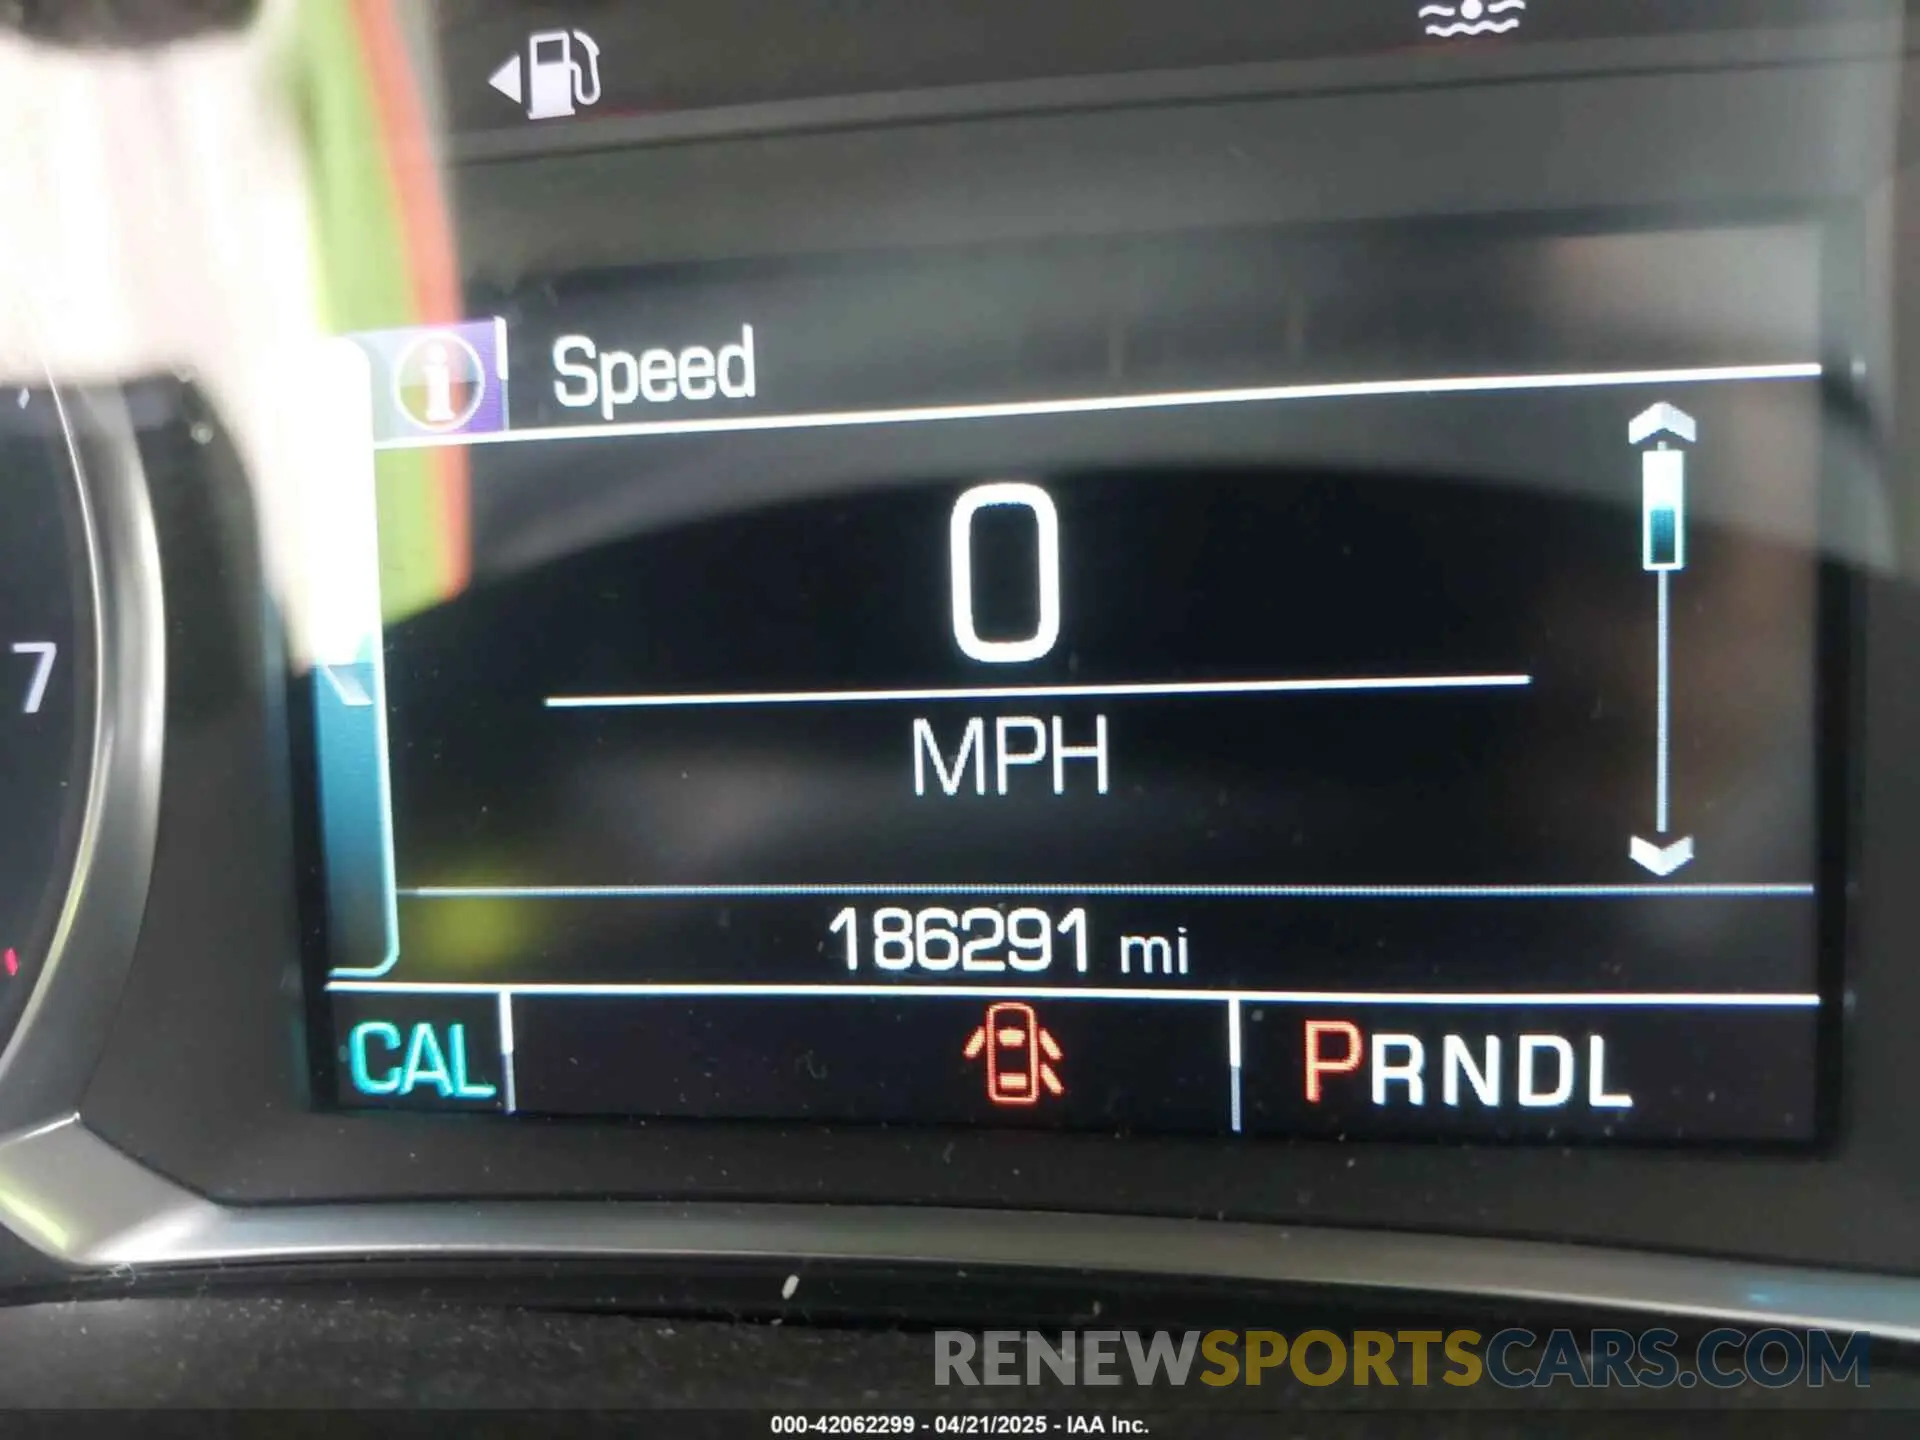 Speed
0
7
MPH
186291 mi
CAL
PRNDL
RENEWSPORTSCARS.COM
000-42062299 - 04/21/2025 - IAA Inc.